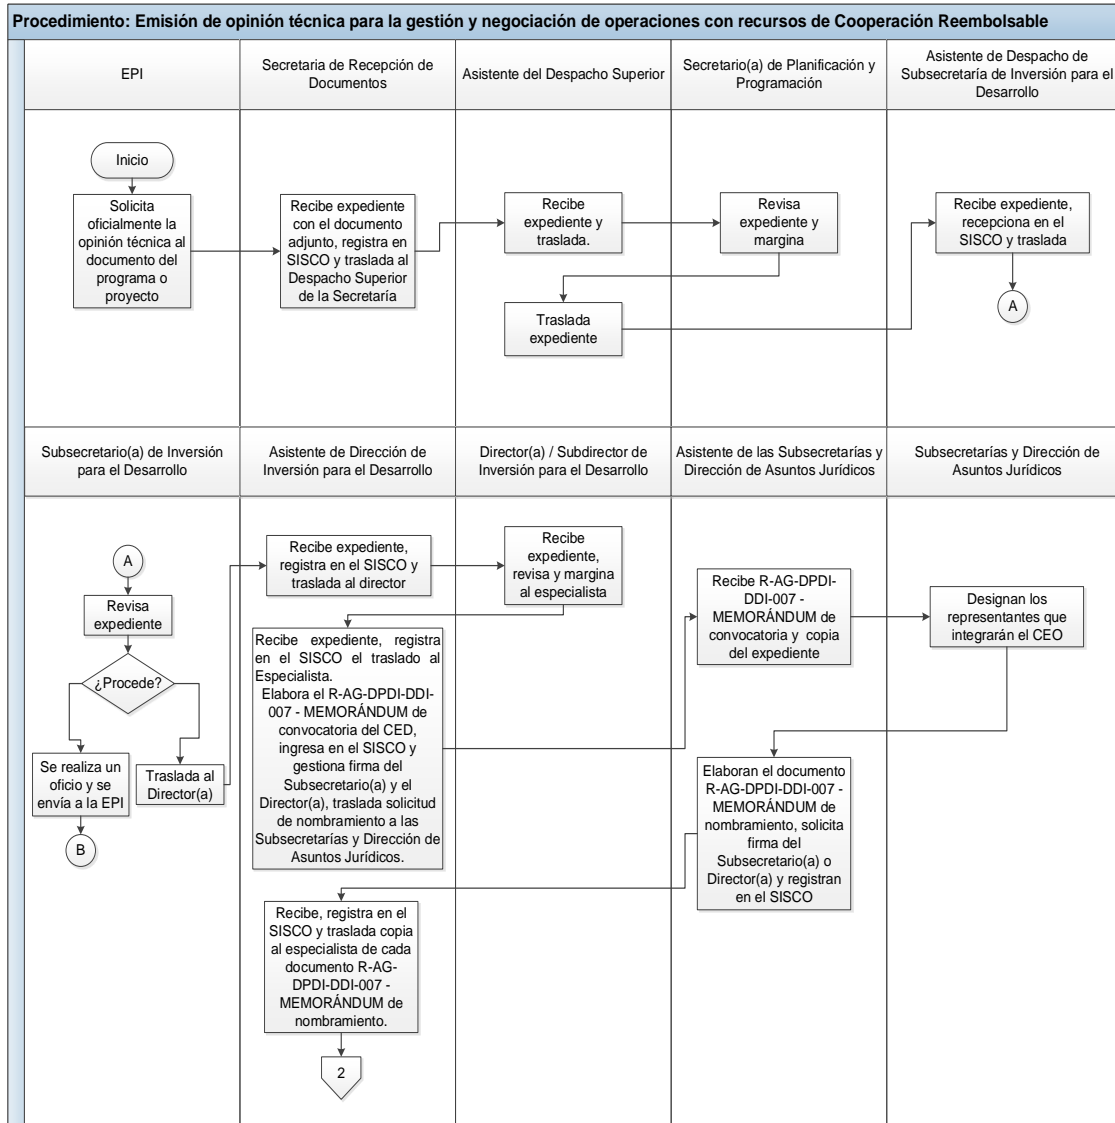 Procedimiento: Emisión de opinión técnica para la gestión y negociación de operaciones con recursos de Cooperación Reembolsable
EPI
Secretaria de Recepción de
Documentos
Asistente del Despacho Superior
Secretario(a) de Planificación y
Programación
Asistente de Despacho de
Subsecretaría de Inversión para el
Desarrollo
Inicio
Solicita
oficialmente la
opinión técnica al
documento del
programa o
proyecto
Recibe expediente
con el documento
adjunto, registra en
SISCO y traslada al
Despacho Superior
de la Secretaría
Recibe
expediente y
traslada.
Revisa
expediente y
margina
Traslada
expediente
Recibe expediente,
recepciona en el
SISCO y traslada
A
Subsecretario(a) de Inversión
para el Desarrollo
Asistente de Dirección de
Inversión para el Desarrollo
Director(a) / Subdirector de
Inversión para el Desarrollo
Asistente de las Subsecretarías y
Dirección de Asuntos Jurídicos
Subsecretarías y Dirección de
Asuntos Jurídicos
A
Revisa
expediente
¿Procede?
Se realiza un
oficio y se
envía a la EPI
B
Traslada al
Director(a)
Recibe expediente,
registra en el SISCO y
traslada al director
Recibe
expediente,
revisa y margina
al especialista
Recibe expediente, registra
en el SISCO el traslado al
Especialista.
Elabora el R-AG-DPDI-DDI-
007 - MEMORÁNDUM de
convocatoria del CED,
ingresa en el SISCO y
gestiona firma del
Subsecretario(a) y el
Director(a), traslada solicitud
de nombramiento a las
Subsecretarías y Dirección de
Asuntos Jurídicos.
Recibe R-AG-DPDI-
DDI-007 -
MEMORÁNDUM de
convocatoria y copia
del expediente
Designan los
representantes que
integrarán el CEO
Elaboran el documento
R-AG-DPDI-DDI-007 -
MEMORÁNDUM de
nombramiento, solicita
firma del
Subsecretario(a) o
Director(a) y registran
en el SISCO
Recibe, registra en el
SISCO y traslada copia
al especialista de cada
documento R-AG-
DPDI-DDI-007 -
MEMORÁNDUM de
nombramiento.
2